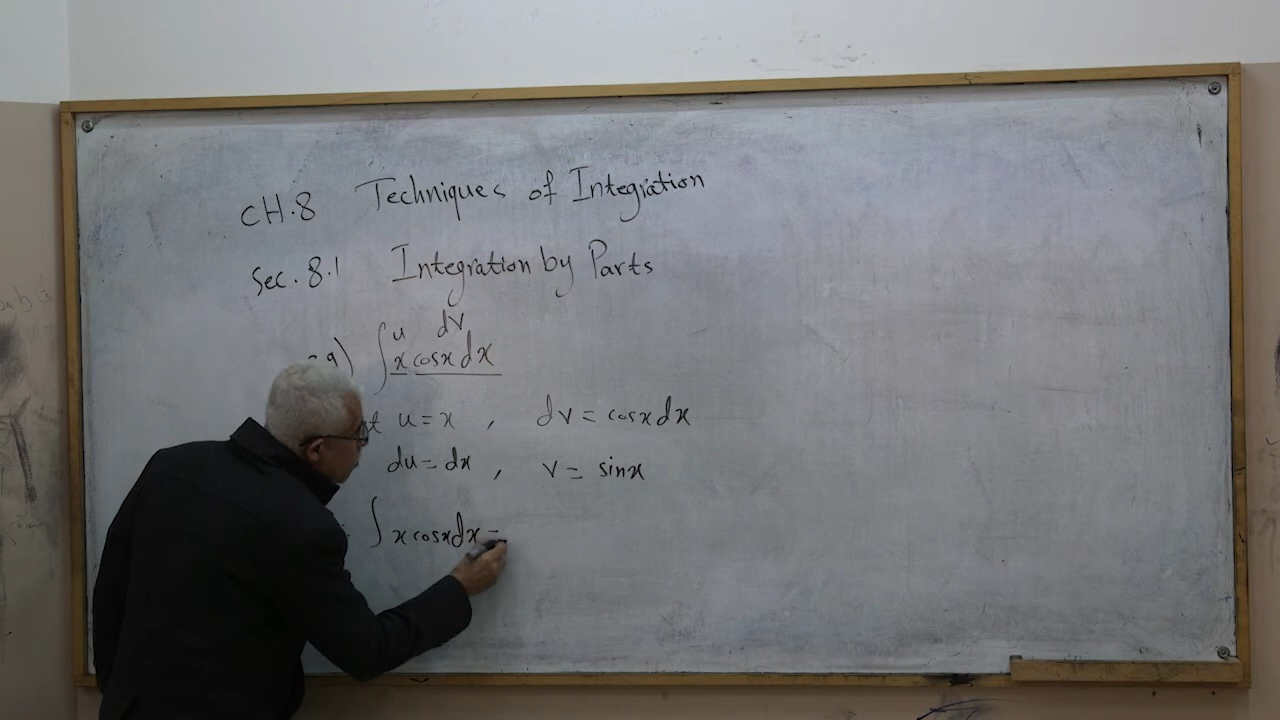 CH.8 Techniques of Integration
Sec. 8.1 Integration by Parts
u dv
∫ x cosx dx
u = x , dv = cosx dx
du = dx , v = sinx
∫ x cosx dx =